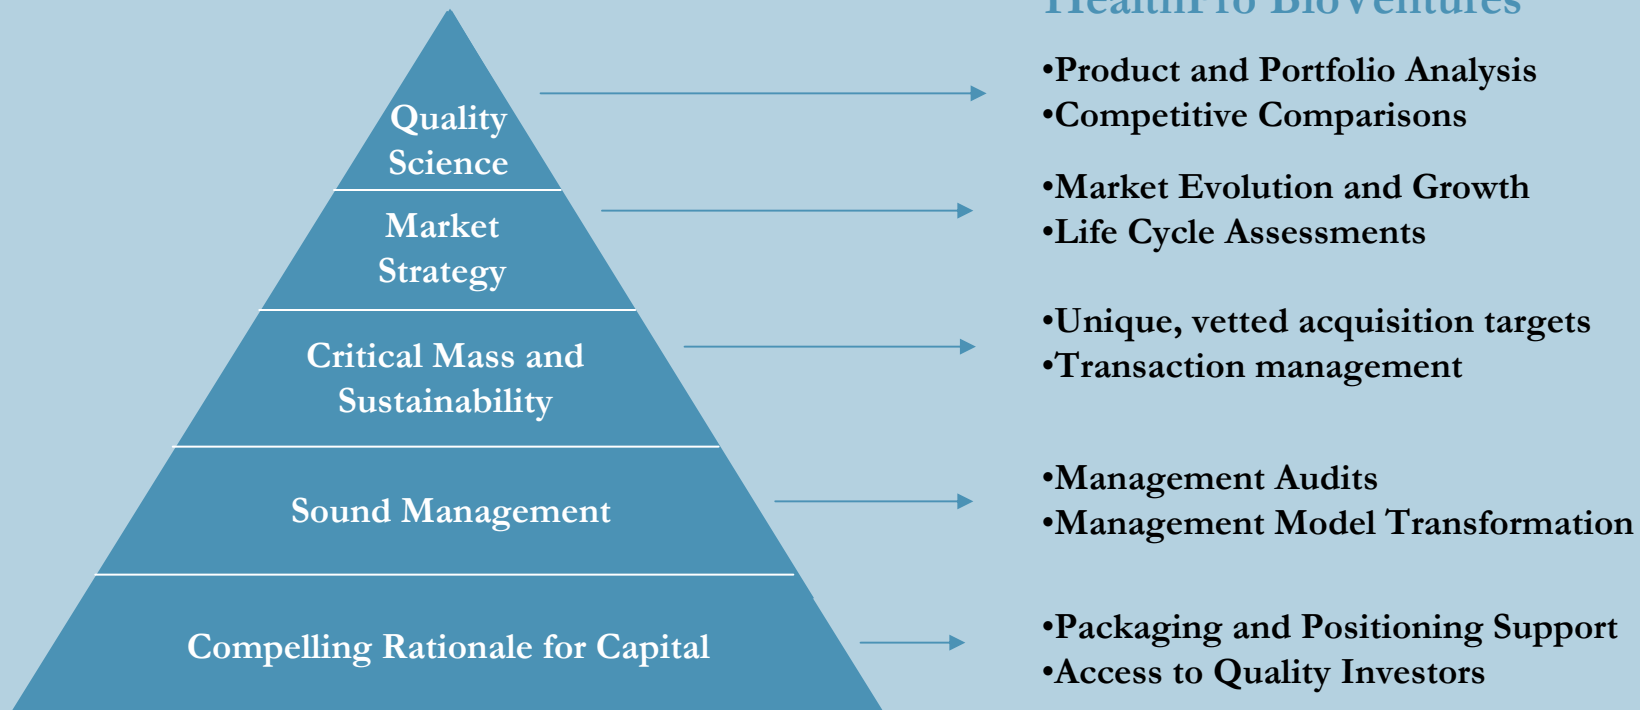 HealthPro BioVentures
Quality
Science
•Product and Portfolio Analysis
•Competitive Comparisons
Market
Strategy
•Market Evolution and Growth
•Life Cycle Assessments
Critical Mass and
Sustainability
•Unique, vetted acquisition targets
•Transaction management
Sound Management
•Management Audits
•Management Model Transformation
Compelling Rationale for Capital
•Packaging and Positioning Support
•Access to Quality Investors